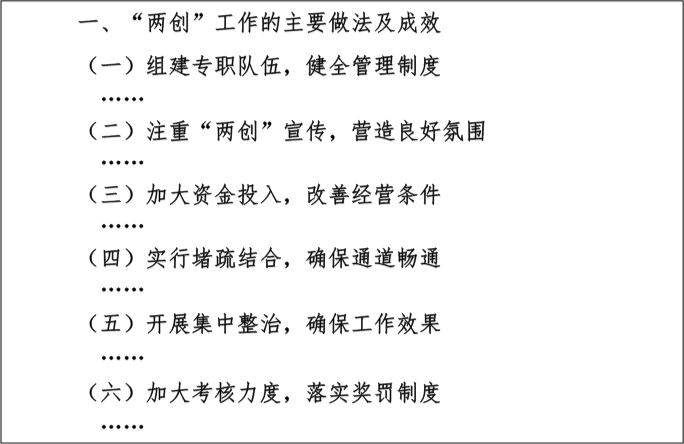 一、“两创”工作的主要做法及成效
（一）组建专职队伍，健全管理制度
……
（二）注重“两创”宣传，营造良好氛围
……
（三）加大资金投入，改善经营条件
……
（四）实行堵疏结合，确保通道畅通
……
（五）开展集中整治，确保工作效果
……
（六）加大考核力度，落实奖罚制度
……